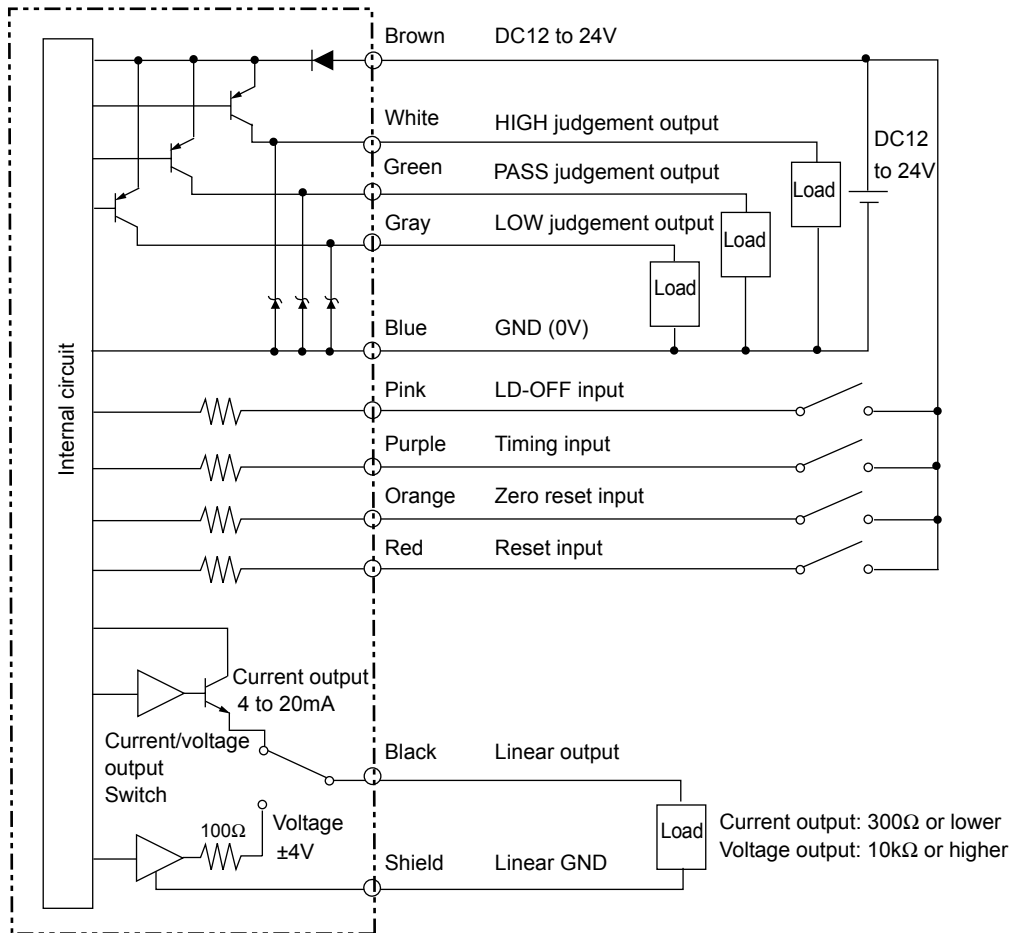 Brown DC12 to 24V
White HIGH judgement output
DC12
to 24V
Green PASS judgement output
Load
Gray LOW judgement output
Load
Load
Blue GND (0V)
Internal circuit
Pink LD-OFF input
Purple Timing input
Orange Zero reset input
Red Reset input
Current output
4 to 20mA
Current/voltage
output
Switch
Black Linear output
100Ω
Voltage
±4V
Load
Current output: 300Ω or lower
Voltage output: 10kΩ or higher
Shield Linear GND